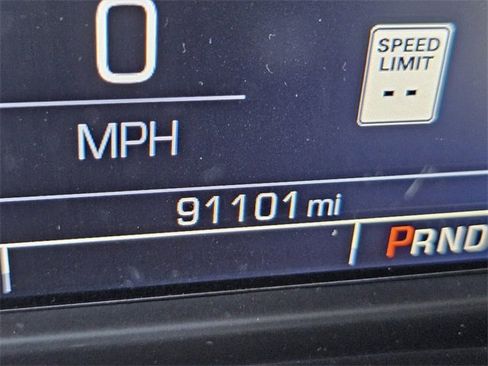 0
MPH
SPEED
LIMIT
--
91101 mi
PRND